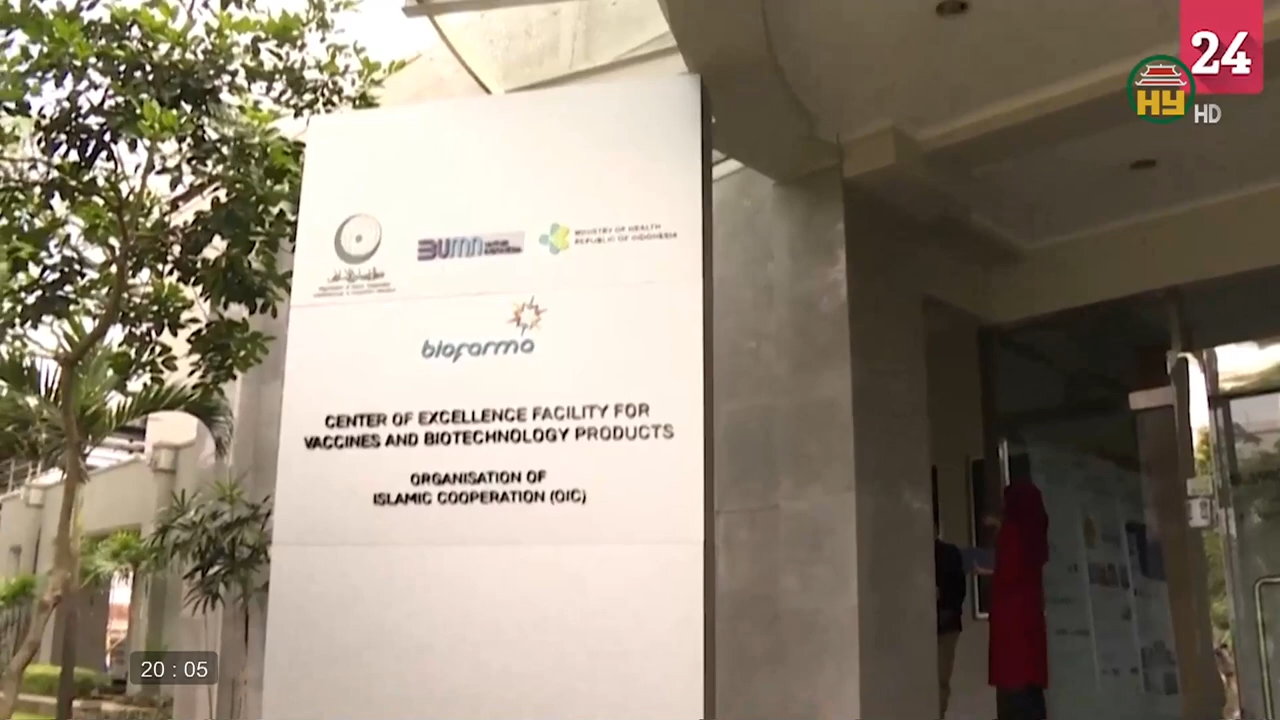 24
HY
HD
BUMN
MINISTRY OF HEALTH
REPUBLIC OF INDONESIA
biofarma
CENTER OF EXCELLENCE FACILITY FOR
VACCINES AND BIOTECHNOLOGY PRODUCTS
ORGANISATION OF
ISLAMIC COOPERATION (OIC)
20 : 05